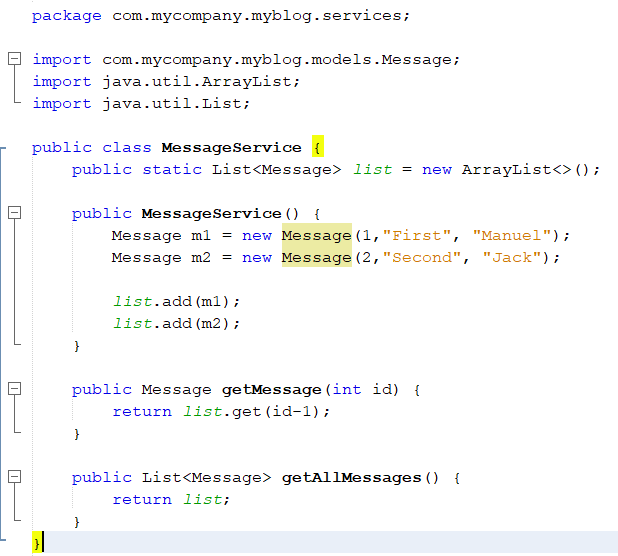 package com.mycompany.myblog.services;
import com.mycompany.myblog.models.Message;
import java.util.ArrayList;
import java.util.List;
public class MessageService {
public static List<Message> list = new ArrayList<>();
public MessageService() {
Message m1 = new Message(1,"First", "Manuel");
Message m2 = new Message(2,"Second", "Jack");
list.add(m1);
list.add(m2);
}
public Message getMessage(int id) {
return list.get(id-1);
}
public List<Message> getAllMessages() {
return list;
}
}